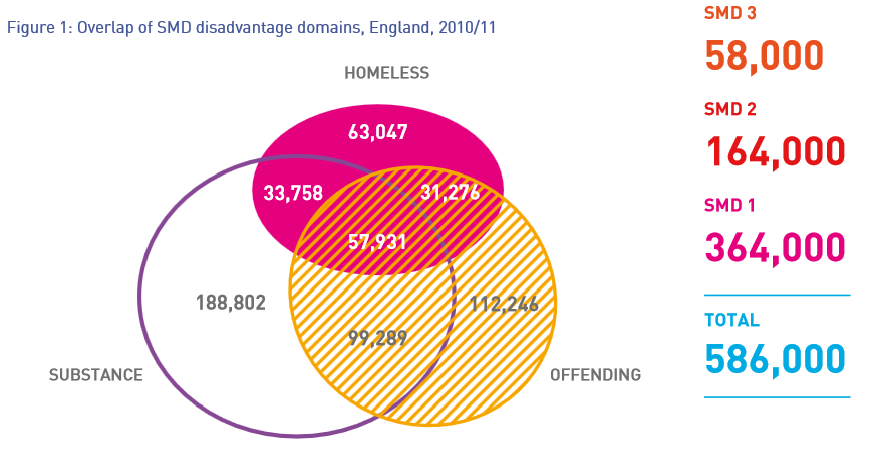 Figure 1: Overlap of SMD disadvantage domains, England, 2010/11
HOMELESS
63,047
33,758
31,276
57,931
188,802
112,246
99,289
SUBSTANCE
OFFENDING
SMD 3
58,000
SMD 2
164,000
SMD 1
364,000
TOTAL
586,000